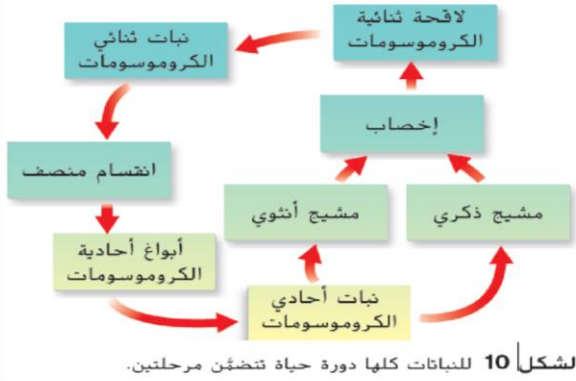 لاقحة ثنائية
الكروموسومات
نبات ثنائي
الكروموسومات
إخصاب
انقسام منصف
مشيج أنثوي
مشيج ذكري
أبواغ أحادية
الكروموسومات
نبات أحادي
الكروموسومات
لشكل 10 للنباتات كلها دورة حياة تتضمَّن مرحلتين.